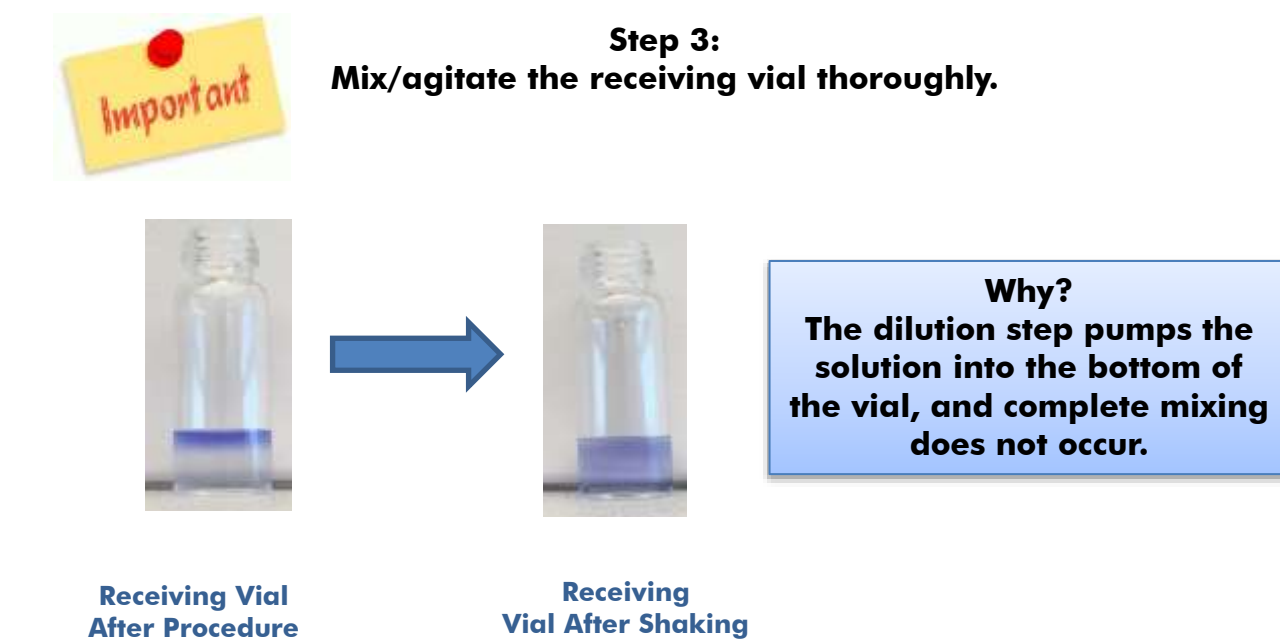 Important
Step 3:
Mix/agitate the receiving vial thoroughly.
Why?
The dilution step pumps the
solution into the bottom of
the vial, and complete mixing
does not occur.
Receiving Vial
After Procedure
Receiving
Vial After Shaking